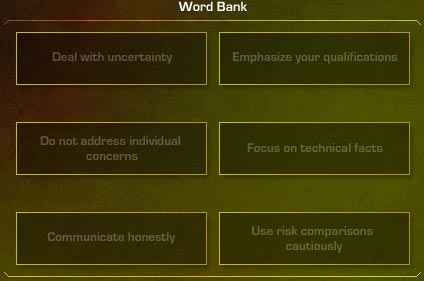 Word Bank
Deal with uncertainty
Emphasize your qualifications
Do not address individual
concerns
Focus on technical facts
Communicate honestly
Use risk comparisons
cautiously